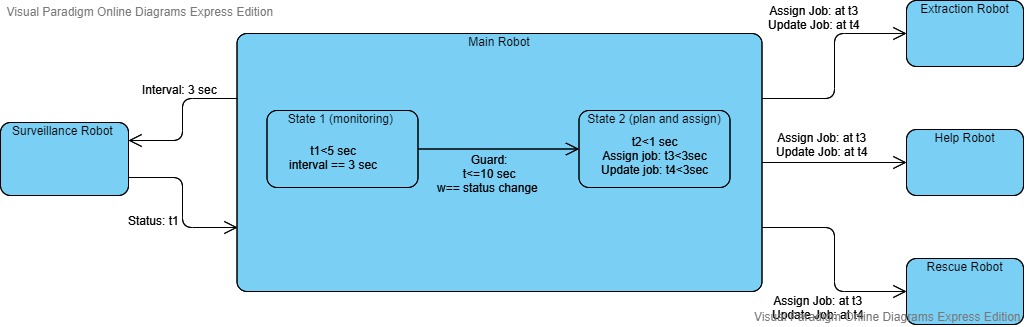 Visual Paradigm Online Diagrams Express Edition
Main Robot
Assign Job: at t3
Update Job: at t4
Extraction Robot
Interval: 3 sec
Surveillance Robot
Status: t1
State 1 (monitoring)
t1<5 sec
interval == 3 sec
Guard:
t<=10 sec
w== status change
State 2 (plan and assign)
t2<1 sec
Assign job: t3<3sec
Update job: t4<3sec
Assign Job: at t3
Update Job: at t4
Help Robot
Rescue Robot
Assign Job: at t3
Update Job: at t4
Visual Paradigm Online Diagrams Express Edition